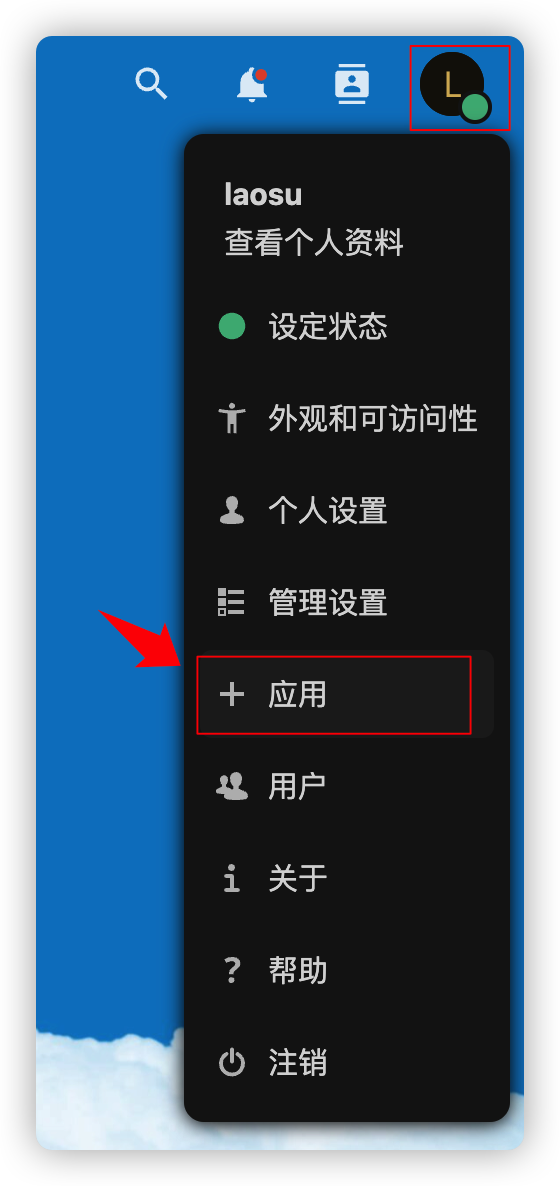 L
laosu
查看个人资料
设定状态
外观和可访问性
个人设置
管理设置
应用
用户
关于
帮助
注销